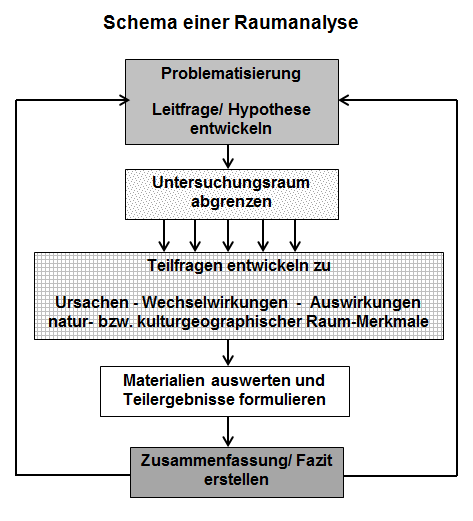 Schema einer Raumanalyse
Problematisierung
Leitfrage/ Hypothese
entwickeln
Untersuchungsraum
abgrenzen
Teilfragen entwickeln zu
Ursachen - Wechselwirkungen - Auswirkungen
natur- bzw. kulturgeographischer Raum-Merkmale
Materialien auswerten und
Teilergebnisse formulieren
Zusammenfassung/ Fazit
erstellen